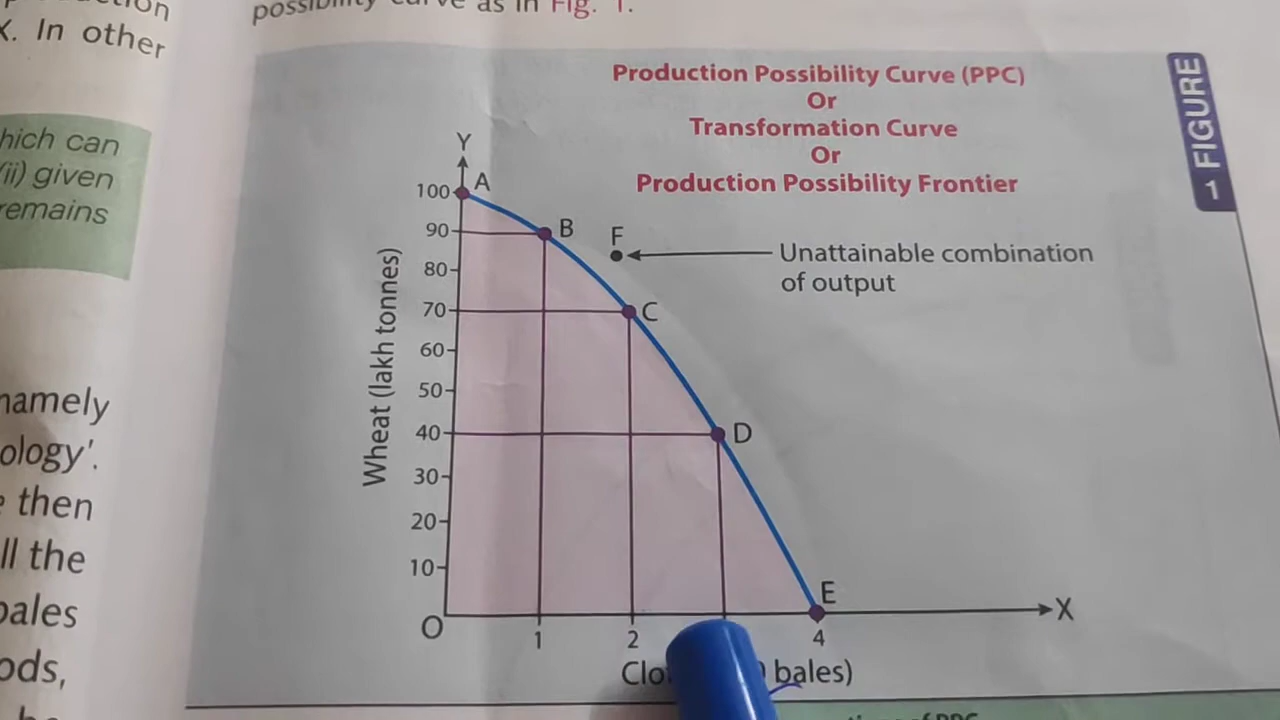 possibility curve as in Fig. 1.
X. In other
hich can
(ii) given
remains
namely
ology'.
then
ll the
bales
ods,
Production Possibility Curve (PPC)
Or
Transformation Curve
Or
Production Possibility Frontier
1 FIGURE
Y
A
B
F
Unattainable combination
of output
C
D
E
Wheat (lakh tonnes)
100
90
80
70
60
50
40
30
20
10
O
1
2
4
X
bales)